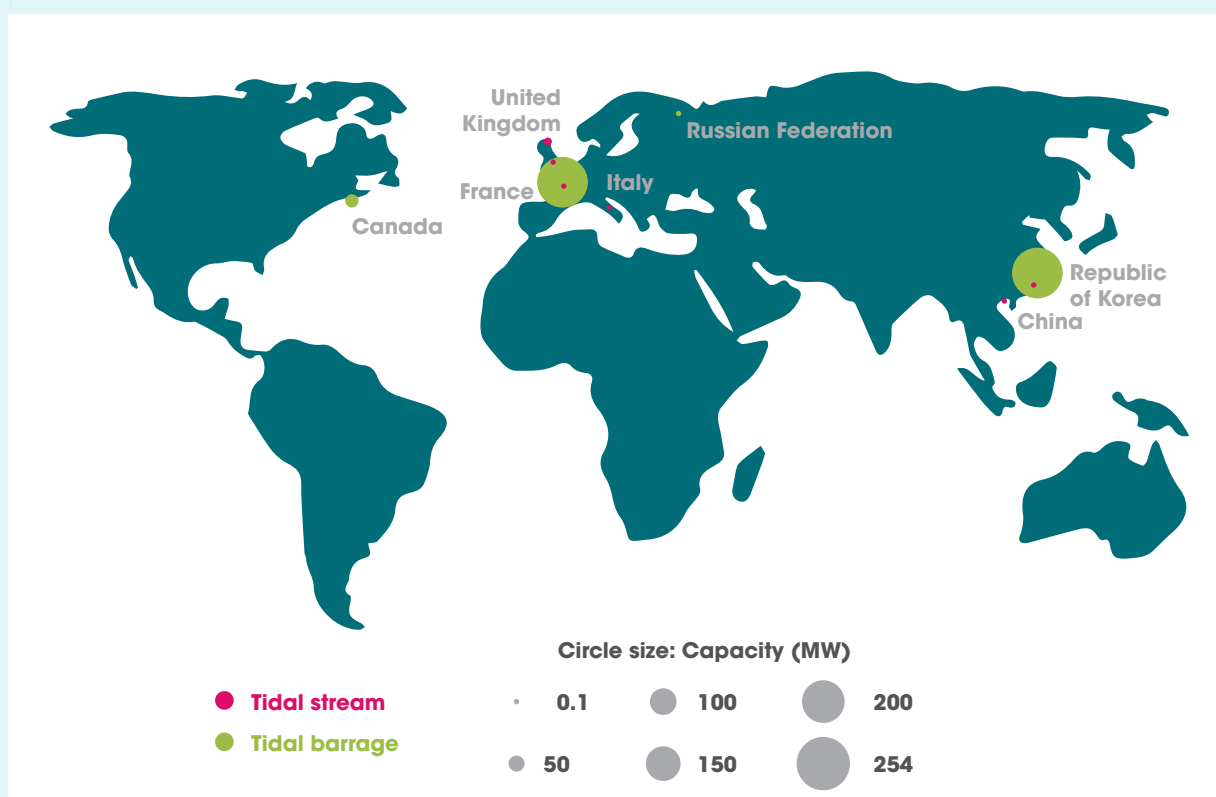 United
Kingdom
Russian Federation
France
Italy
Canada
Republic
of Korea
China
Circle size: Capacity (MW)
Tidal stream
Tidal barrage
0.1
100
200
50
150
254